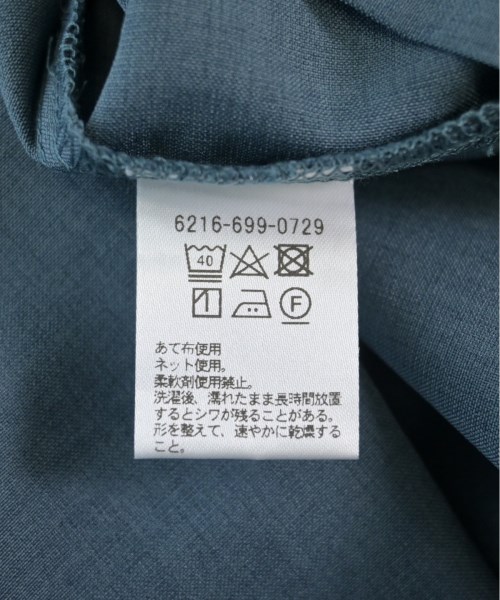 6216-699-0729
40
F
あて布使用
ネット使用。
柔軟剤使用禁止。
洗濯後、濡れたまま長時間放置
するとシワが残ることがある。
形を整えて、速やかに乾燥する
こと。